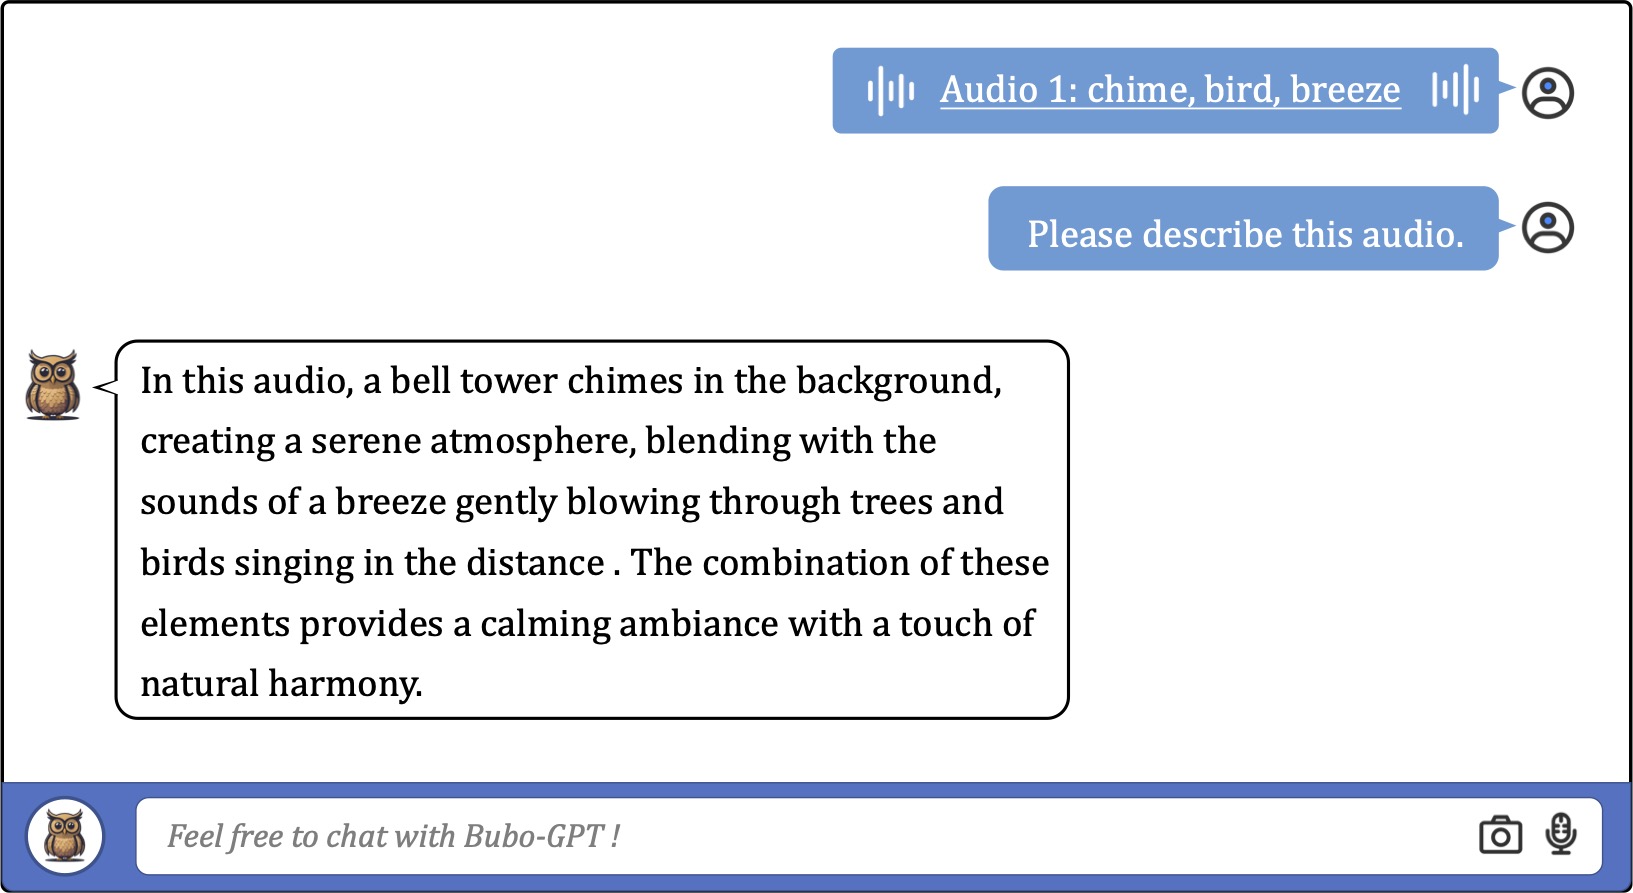 Audio 1: chime, bird, breeze
Please describe this audio.
In this audio, a bell tower chimes in the background,
creating a serene atmosphere, blending with the
sounds of a breeze gently blowing through trees and
birds singing in the distance . The combination of these
elements provides a calming ambiance with a touch of
natural harmony.
Feel free to chat with Bubo-GPT !